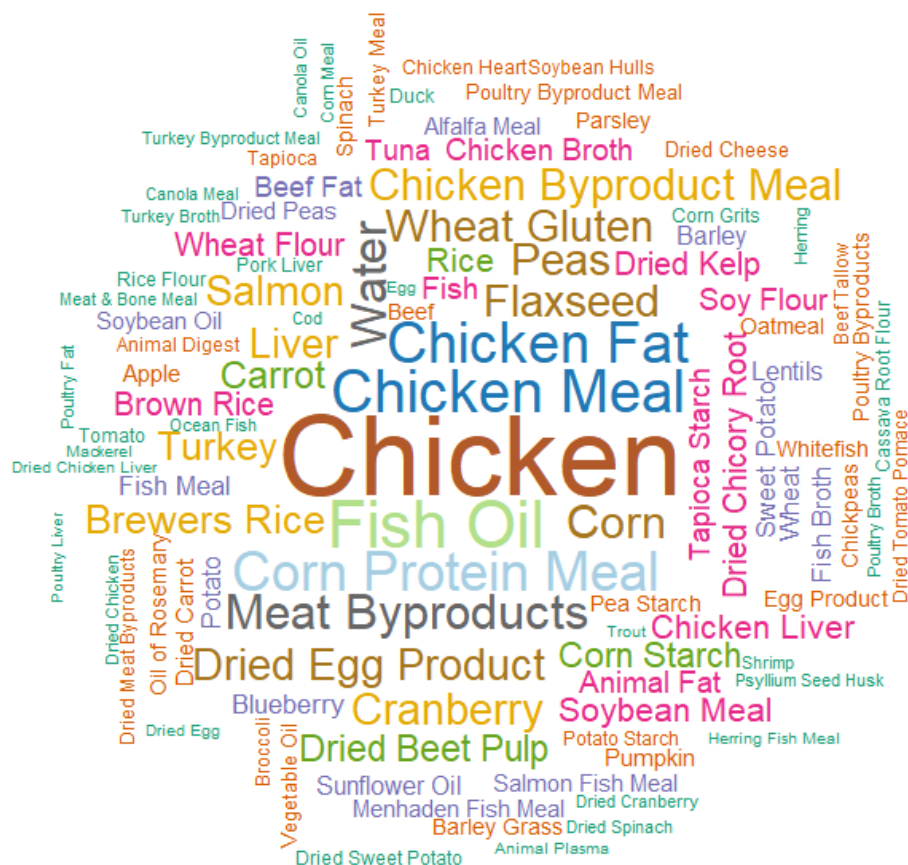 Canola Oil
Corn Meal
Spinach
Turkey Meal
Chicken Heart
Soybean Hulls
Duck
Poultry Byproduct Meal
Turkey Byproduct Meal
Alfalfa Meal
Parsley
Tapioca
Tuna
Chicken Broth
Dried Cheese
Canola Meal
Beef Fat
Chicken Byproduct Meal
Turkey Broth
Dried Peas
Water
Wheat Gluten
Corn Grits
Herring
Wheat Flour
Pork Liver
Rice
Peas
Barley
Dried Kelp
Rice Flour
Salmon
Egg
Fish
Flaxseed
Soy Flour
Beef Tallow
Poultry Byproducts
Meat & Bone Meal
Soybean Oil
Cod
Beef
Oatmeal
Cassava Root Flour
Animal Digest
Liver
Chicken Fat
Poultry Fat
Apple
Carrot
Chicken Meal
Tapioca Starch
Dried Chicory Root
Lentils
Brown Rice
Ocean Fish
Chicken
Sweet Potato
Tomato
Mackerel
Turkey
Whitefish
Dried Chicken Liver
Fish Meal
Wheat
Fish Broth
Chickpeas
Poultry Broth
Dried Tomato Pomace
Poultry Liver
Brewers Rice
Fish Oil
Corn
Dried Chicken
Dried Meat Byproducts
Oil of Rosemary
Dried Carrot
Potato
Corn Protein Meal
Meat Byproducts
Pea Starch
Egg Product
Trout
Chicken Liver
Dried Egg Product
Corn Starch
Shrimp
Animal Fat
Psyllium Seed Husk
Blueberry
Cranberry
Soybean Meal
Dried Egg
Broccoli
Vegetable Oil
Dried Beet Pulp
Potato Starch
Herring Fish Meal
Pumpkin
Sunflower Oil
Salmon Fish Meal
Menhaden Fish Meal
Dried Cranberry
Barley Grass
Dried Spinach
Animal Plasma
Dried Sweet Potato